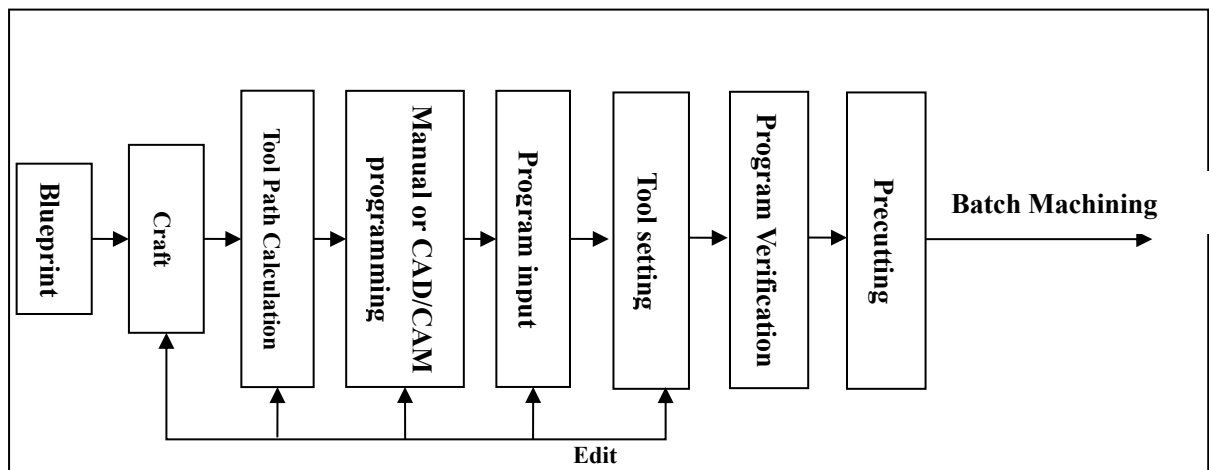 Blueprint
Craft
Tool Path Calculation
Manual or CAD/CAM
programming
Program input
Tool setting
Program Verification
Precutting
Batch Machining
Edit